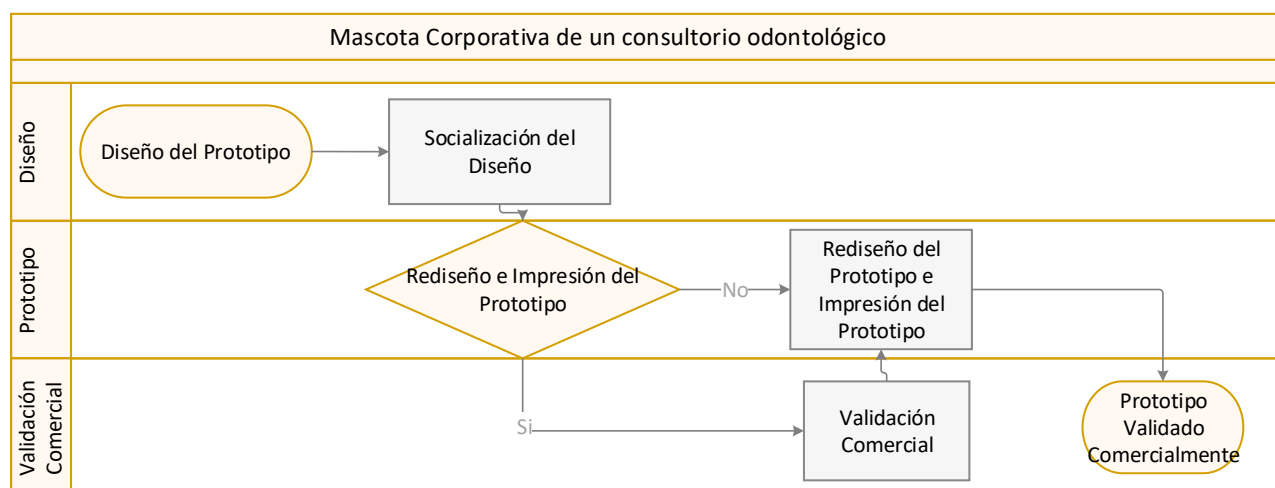 Mascota Corporativa de un consultorio odontológico
Diseño
Diseño del Prototipo
Socialización del
Diseño
Prototipo
Rediseño e Impresión del
Prototipo
No
Rediseño del
Prototipo e
Impresión del
Prototipo
Validación
Comercial
Si
Validación
Comercial
Prototipo
Validado
Comercialmente